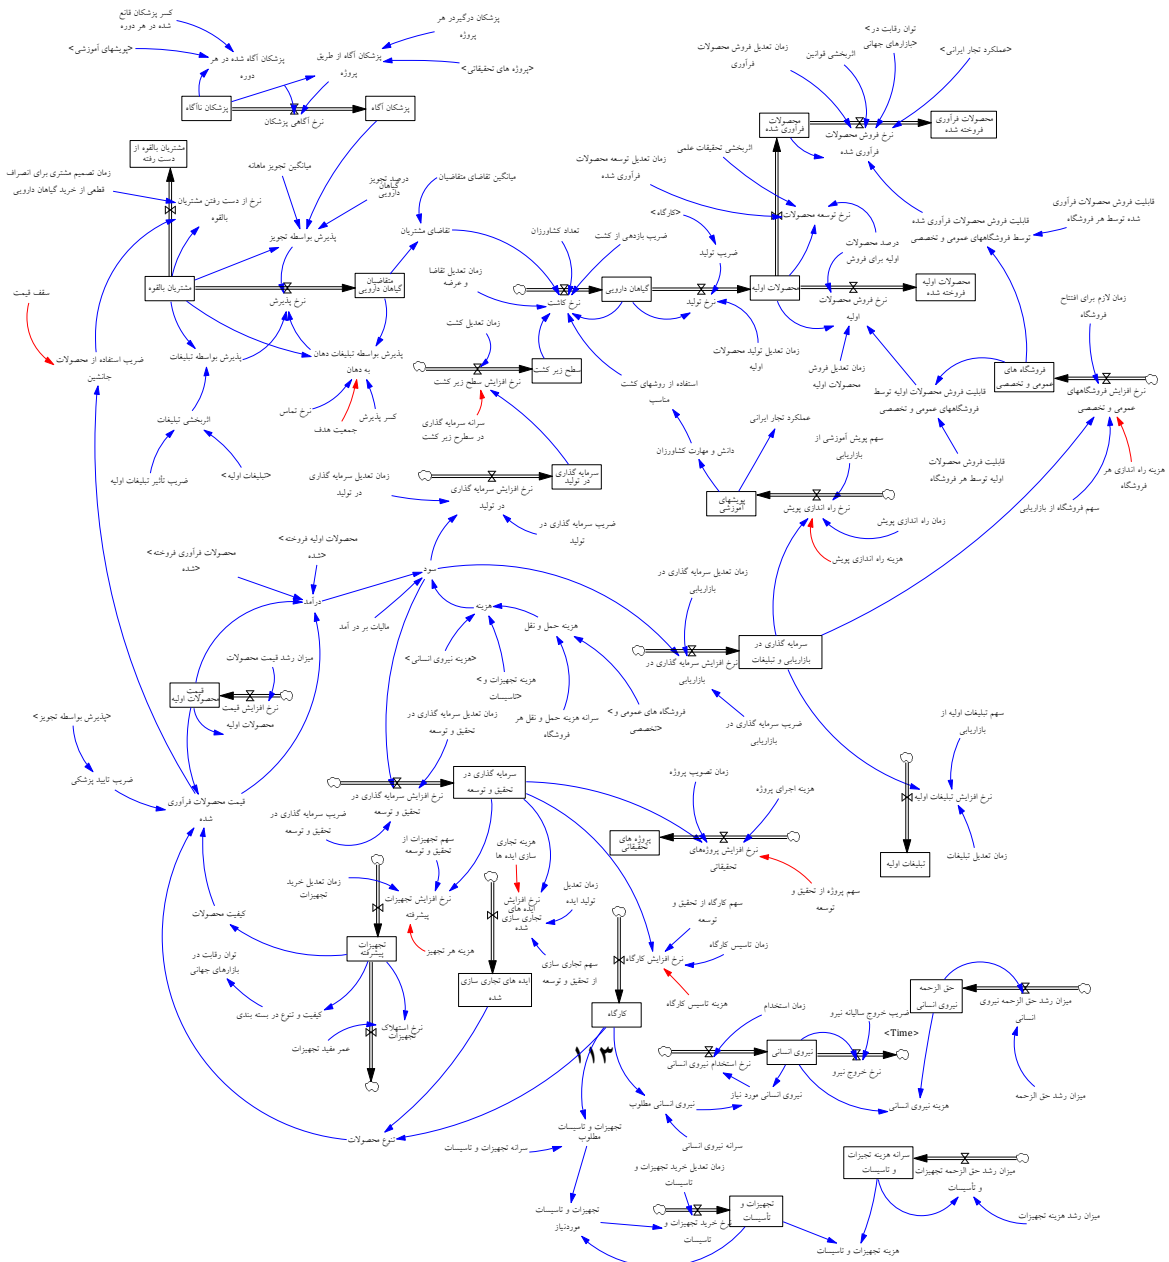 کسر پزشکان قانع
شده در هر دوره
<پویشهای آموزشی>
پزشکان آگاه شده در هر
دوره
پزشکان آگاه از طریق
پروژه
پزشکان درگیردر هر
پروژه
<پروژه های تحقیقاتی>
پزشکان ناآگاه
نرخ آگاهی پزشکان
پزشکان آگاه
زمان تعدیل فروش محصولات
فرآوری
اثربخشی قوانین
<توان رقابت در
بازارهای جهانی>
<عملکرد تجار ایرانی>
محصولات
فرآوری شده
نرخ فروش محصولات
فرآوری شده
محصولات فرآوری
فروخته شده
مشتریان بالقوه از
دست رفته
زمان تصمیم مشتری برای انصراف
قطعی از خرید گیاهان دارویی
نرخ از دست رفتن مشتریان
بالقوه
میانگین تجویز ماهانه
درصد تجویز
گیاهان
دارویی
میانگین تقاضای متقاضیان
پذیرش بواسطه تجویز
تقاضای مشتریان
تعداد کشاورزان
<کارگاه>
ضریب بازدهی از کشت
ضریب تولید
اثربخشی تحقیقات علمی
زمان تعدیل توسعه محصولات
فرآوری شده
نرخ توسعه محصولات
درصد محصولات
اولیه برای فروش
قابلیت فروش محصولات فرآوری
شده توسط هر فروشگاه
قابلیت فروش محصولات فرآوری شده
توسط فروشگاههای عمومی و تخصصی
مشتریان بالقوه
نرخ پذیرش
متقاضیان
گیاهان دارویی
زمان تعدیل تقاضا
و عرضه
نرخ کاشت
گیاهان دارویی
نرخ تولید
محصولات اولیه
نرخ فروش محصولات
اولیه
محصولات اولیه
فروخته شده
سقف قیمت
ضریب استفاده از محصولات
جانشین
پذیرش بواسطه تبلیغات
پذیرش بواسطه تبلیغات دهان
به دهان
زمان تعدیل کشت
نرخ افزایش سطح زیر کشت
سطح زیر کشت
زمان تعدیل تولید محصولات
اولیه
زمان تعدیل فروش
محصولات اولیه
زمان لازم برای افتتاح
فروشگاه
فروشگاه های
عمومی و تخصصی
نرخ افزایش فروشگاههای
عمومی و تخصصی
قابلیت فروش محصولات اولیه توسط
فروشگاههای عمومی و تخصصی
استفاده از روشهای کشت
مناسب
اثربخشی تبلیغات
نرخ تماس
جمعیت هدف
کسر پذیرش
سرانه سرمایه گذاری
در سطرح زیر کشت
عملکرد تجار ایرانی
دانش و مهارت کشاورزان
سهم پویش آموزشی از
بازاریابی
قابلیت فروش محصولات
اولیه توسط هر فروشگاه
هزینه راه اندازی هر
فروشگاه
سهم فروشگاه از بازاریابی
ضریب تأثیر تبلیغات اولیه
<تبلیغات اولیه>
زمان تعدیل سرمایه گذاری
در تولید
نرخ افزایش سرمایه گذاری
در تولید
سرمایه گذاری
در تولید
پویشهای
آموزشی
نرخ راه اندازی پویش
زمان راه اندازی پویش
هزینه راه اندازی پویش
ضریب سرمایه گذاری در
تولید
<محصولات اولیه فروخته
شده>
<محصولات فرآوری فروخته
شده>
سود
درآمد
مالیات بر در آمد
هزینه
هزینه حمل و نقل
زمان تعدیل سرمایه گذاری در
بازاریابی
نرخ افزایش سرمایه گذاری در
بازاریابی
سرمایه گذاری در
بازاریابی و تبلیغات
<هزینه نیروی انسانی>
<هزینه تجهیزات و
تاسیسات>
سرانه هزینه حمل و نقل هر
فروشگاه
<فروشگاه های عمومی و
تخصصی>
ضریب سرمایه گذاری در
بازاریابی
میزان رشد قیمت محصولات
قیمت
محصولات اولیه
نرخ افزایش قیمت
محصولات اولیه
<پذیرش بواسطه تجویز>
ضریب تایید پزشکی
قیمت محصولات فرآوری
شده
زمان تعدیل سرمایه گذاری در
تحقیق و توسعه
نرخ افزایش سرمایه گذاری در
تحقیق و توسعه
سرمایه گذاری در
تحقیق و توسعه
ضریب سرمایه گذاری در
تحقیق و توسعه
سهم تبلیغات اولیه از
بازاریابی
نرخ افزایش تبلیغات اولیه
زمان تعدیل تبلیغات
تبلیغات اولیه
زمان تصویب پروژه
هزینه اجرای پروژه
پروژه های
تحقیقاتی
نرخ افزایش پروژه‌های
تحقیقاتی
سهم پروژه از تحقیق و
توسعه
سهم تجهیزات از
تحقیق و توسعه
هزینه تجاری
سازی ایده ها
زمان تعدیل خرید
تجهیزات
نرخ افزایش تجهیزات
پیشرفته
هزینه هر تجهیز
نرخ افزایش
ایده های
تجاری سازی
شده
زمان تعدیل
تولید ایده
سهم تجاری سازی
از تحقیق و توسعه
ایده های تجاری سازی
شده
سهم کارگاه از تحقیق و
توسعه
زمان تاسیس کارگاه
نرخ افزایش کارگاه
هزینه تاسیس کارگاه
کارگاه
کیفیت محصولات
توان رقابت در
بازارهای جهانی
تجهیزات
پیشرفته
کیفیت و تنوع در بسته بندی
نرخ استهلاک
تجهیزات
عمر مفید تجهیزات
۱۱۳
زمان استخدام
نرخ استخدام نیروی انسانی
نیروی انسانی
ضریب خروج سالیانه نیرو
<Time>
نرخ خروج نیرو
حق الزحمه
نیروی انسانی
میزان رشد حق الزحمه نیروی
انسانی
میزان رشد حق الزحمه
هزینه نیروی انسانی
نیروی انسانی مورد نیاز
نیروی انسانی مطلوب
سرانه نیروی انسانی
تنوع محصولات
تجهیزات و تاسیسات
مطلوب
سرانه تجهیزات و تاسیسات
تجهیزات و تاسیسات
موردنیاز
زمان تعدیل خرید تجهیزات و
تاسیسات
نرخ خرید تجهیزات و
تاسیسات
تجهیزات و
تأسیسات
سرانه هزینه تجیزات
و تاسیسات
میزان رشد حق الزحمه تجهیزات
و تأسیسات
میزان رشد هزینه تجهیزات
هزینه تجهیزات و تاسیسات